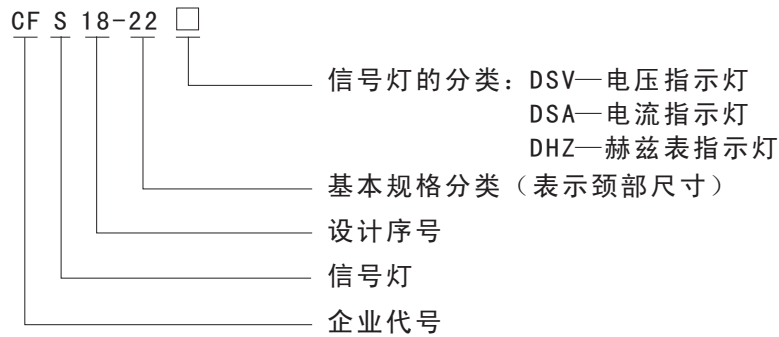 CF S 18-22 □
信号灯的分类：DSV—电压指示灯
DSA—电流指示灯
DHZ—赫兹表指示灯
基本规格分类（表示颈部尺寸）
设计序号
信号灯
企业代号